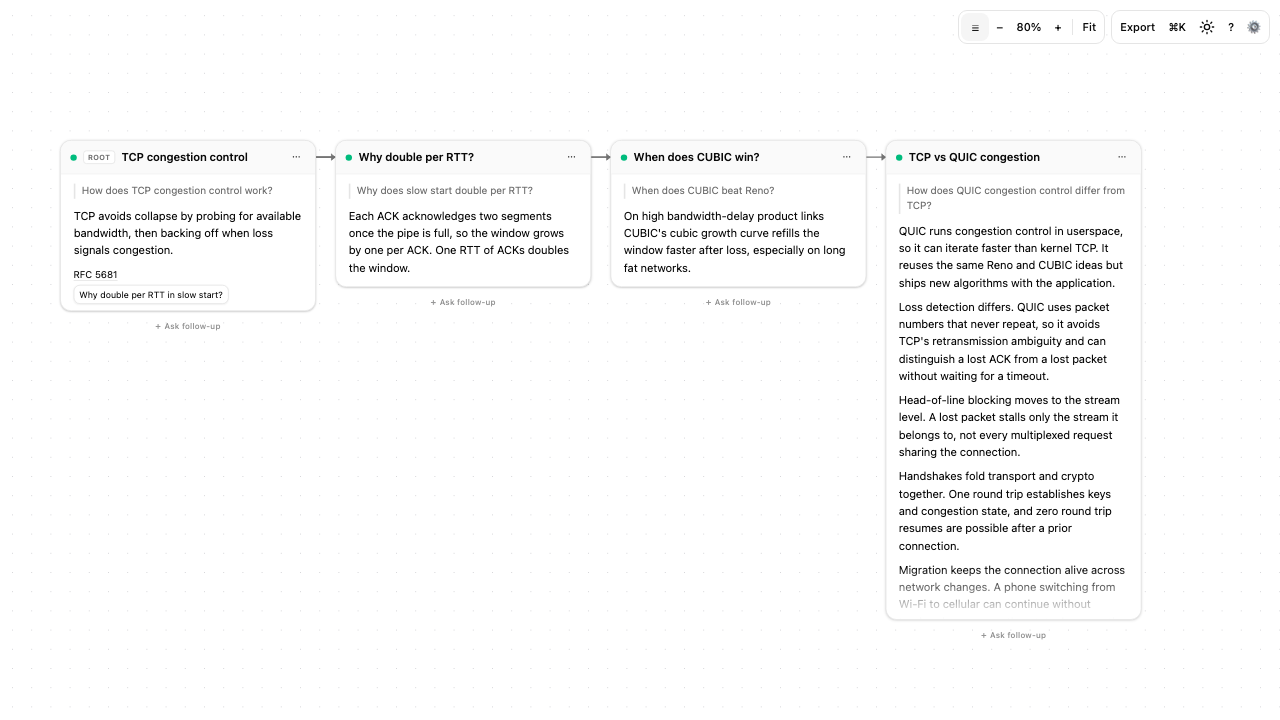 ≡ − 80% + Fit Export ⌘K ?
ROOT TCP congestion control ...
How does TCP congestion control work?
TCP avoids collapse by probing for available
bandwidth, then backing off when loss
signals congestion.
RFC 5681
Why double per RTT in slow start?
+ Ask follow-up
Why double per RTT? ...
Why does slow start double per RTT?
Each ACK acknowledges two segments
once the pipe is full, so the window grows
by one per ACK. One RTT of ACKs doubles
the window.
+ Ask follow-up
When does CUBIC win? ...
When does CUBIC beat Reno?
On high bandwidth-delay product links
CUBIC's cubic growth curve refills the
window faster after loss, especially on long
fat networks.
+ Ask follow-up
TCP vs QUIC congestion ...
How does QUIC congestion control differ from
TCP?
QUIC runs congestion control in userspace,
so it can iterate faster than kernel TCP. It
reuses the same Reno and CUBIC ideas but
ships new algorithms with the application.
Loss detection differs. QUIC uses packet
numbers that never repeat, so it avoids
TCP's retransmission ambiguity and can
distinguish a lost ACK from a lost packet
without waiting for a timeout.
Head-of-line blocking moves to the stream
level. A lost packet stalls only the stream it
belongs to, not every multiplexed request
sharing the connection.
Handshakes fold transport and crypto
together. One round trip establishes keys
and congestion state, and zero round trip
resumes are possible after a prior
connection.
Migration keeps the connection alive across
network changes. A phone switching from
Wi-Fi to cellular can continue without
+ Ask follow-up